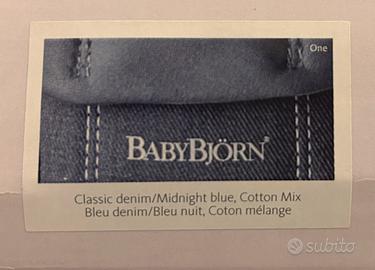 One
BABYBJÖRN®
Classic denim/Midnight blue, Cotton Mix
Bleu denim/Bleu nuit, Coton mélange
subito